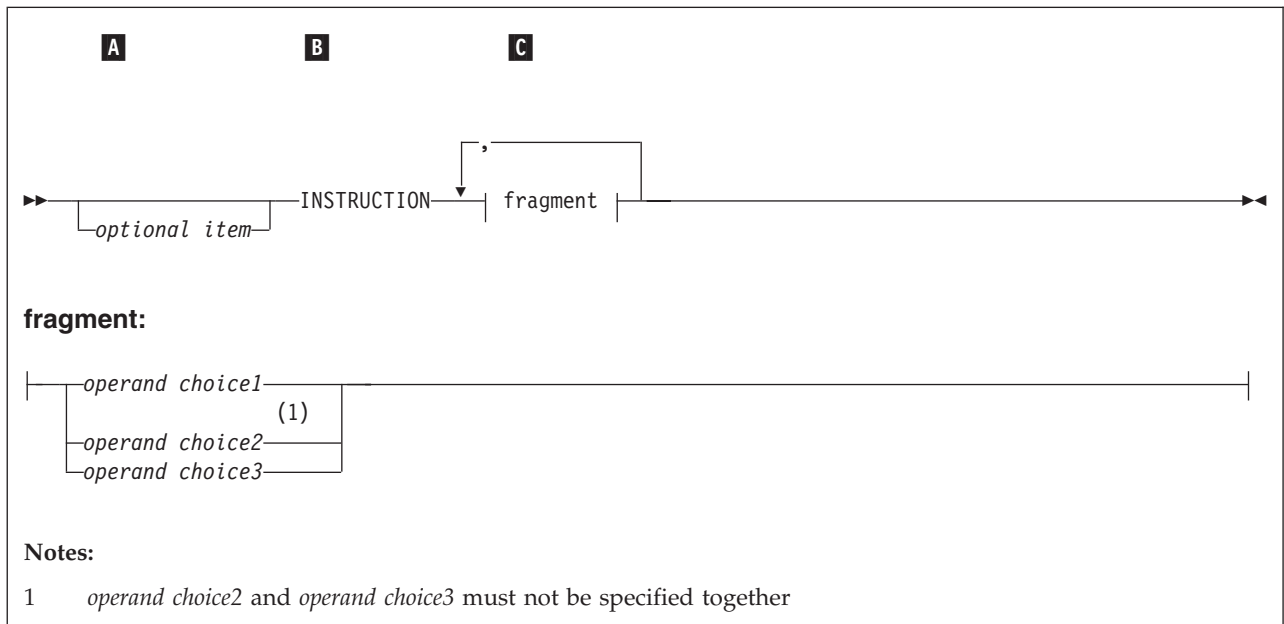 A B C
,
INSTRUCTION fragment
optional item
fragment:
operand choice1
(1)
operand choice2
operand choice3
Notes:
1 operand choice2 and operand choice3 must not be specified together